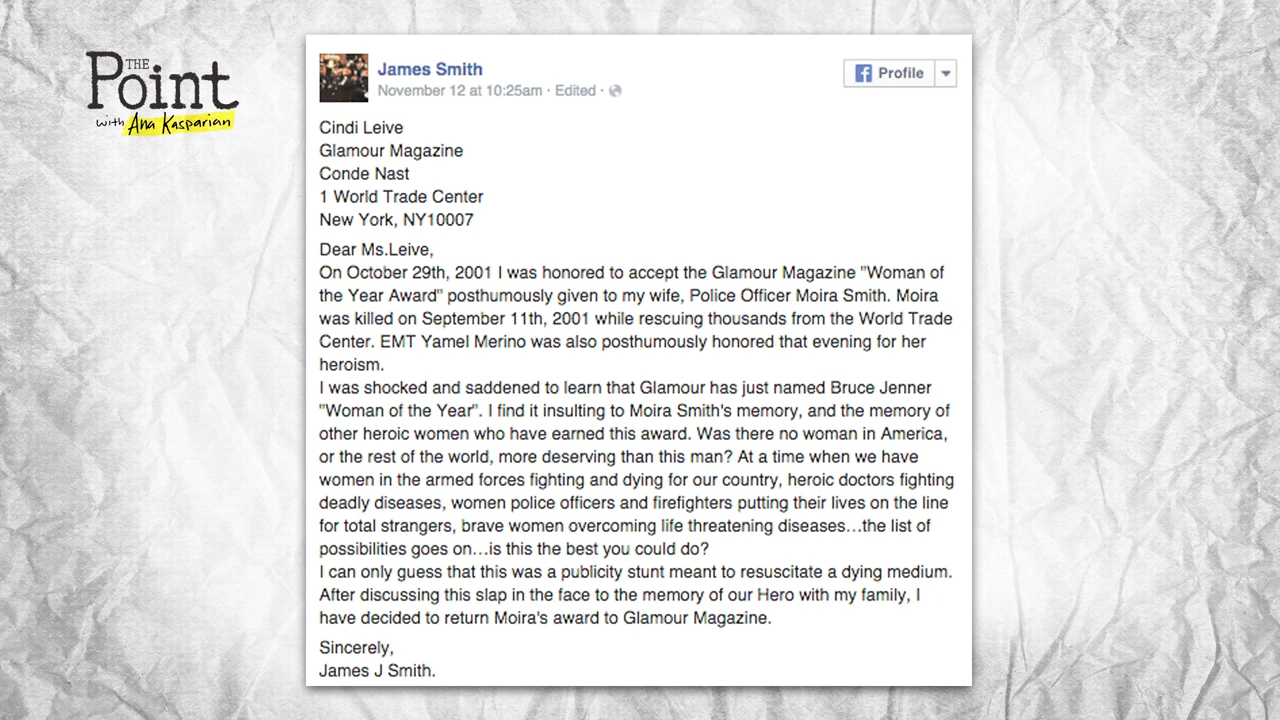 THE
Point
with Ana Kasparian
James Smith
November 12 at 10:25am · Edited ·
Profile
Cindi Leive
Glamour Magazine
Conde Nast
1 World Trade Center
New York, NY10007
Dear Ms.Leive,
On October 29th, 2001 I was honored to accept the Glamour Magazine "Woman of
the Year Award" posthumously given to my wife, Police Officer Moira Smith. Moira
was killed on September 11th, 2001 while rescuing thousands from the World Trade
Center. EMT Yamel Merino was also posthumously honored that evening for her
heroism.
I was shocked and saddened to learn that Glamour has just named Bruce Jenner
"Woman of the Year". I find it insulting to Moira Smith's memory, and the memory of
other heroic women who have earned this award. Was there no woman in America,
or the rest of the world, more deserving than this man? At a time when we have
women in the armed forces fighting and dying for our country, heroic doctors fighting
deadly diseases, women police officers and firefighters putting their lives on the line
for total strangers, brave women overcoming life threatening diseases...the list of
possibilities goes on...is this the best you could do?
I can only guess that this was a publicity stunt meant to resuscitate a dying medium.
After discussing this slap in the face to the memory of our Hero with my family, I
have decided to return Moira's award to Glamour Magazine.
Sincerely,
James J Smith.